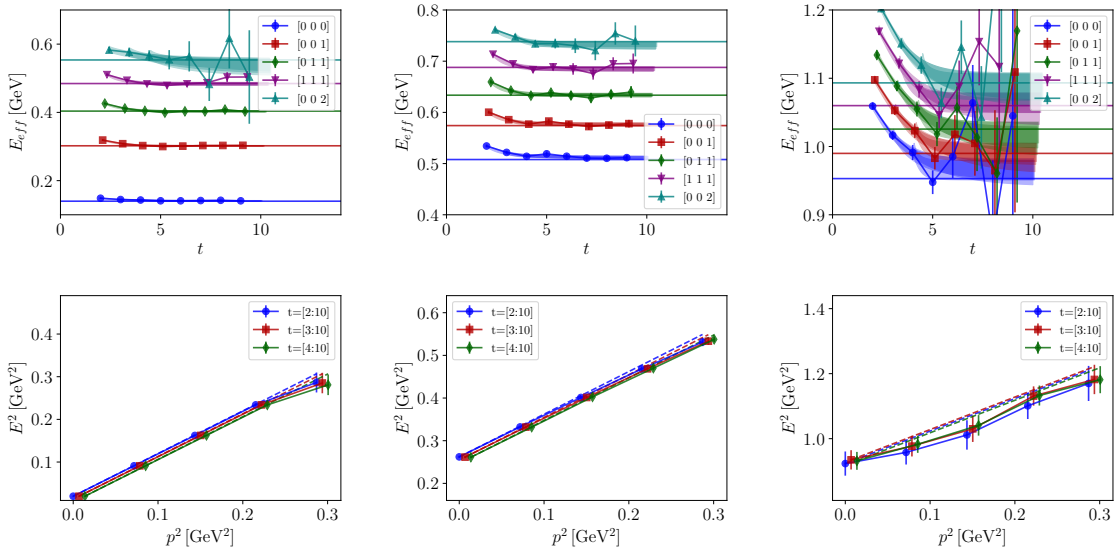 0.6
0.4
0.2
E_eff [GeV]
0
5
10
t
[0 0 0]
[0 0 1]
[0 1 1]
[1 1 1]
[0 0 2]
0.8
0.7
0.6
0.5
0.4
E_eff [GeV]
0
5
10
t
[0 0 0]
[0 0 1]
[0 1 1]
[1 1 1]
[0 0 2]
1.2
1.1
1.0
0.9
E_eff [GeV]
0
5
10
t
[0 0 0]
[0 0 1]
[0 1 1]
[1 1 1]
[0 0 2]
0.4
0.3
0.2
0.1
E² [GeV²]
0.0
0.1
0.2
0.3
p² [GeV²]
t=[2:10]
t=[3:10]
t=[4:10]
0.6
0.5
0.4
0.3
0.2
E² [GeV²]
0.0
0.1
0.2
0.3
p² [GeV²]
t=[2:10]
t=[3:10]
t=[4:10]
1.4
1.2
1.0
E² [GeV²]
0.0
0.1
0.2
0.3
p² [GeV²]
t=[2:10]
t=[3:10]
t=[4:10]